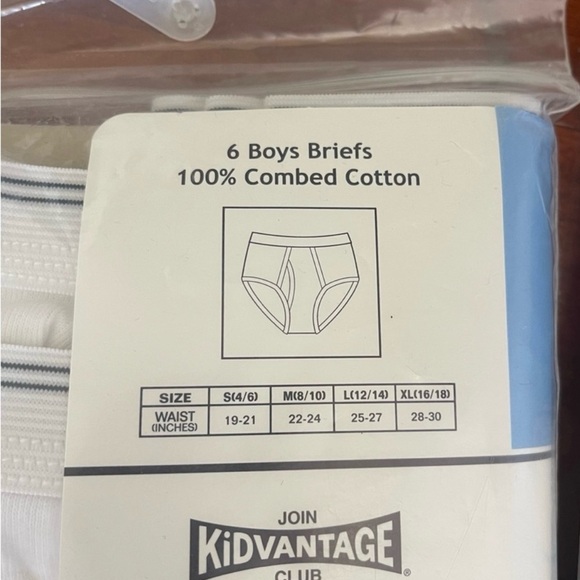 6 Boys Briefs
100% Combed Cotton
SIZE S(4/6) M(8/10) L(12/14) XL(16/18)
WAIST (INCHES) 19-21 22-24 25-27 28-30
JOIN
KiDVANTAGE®
CLUB